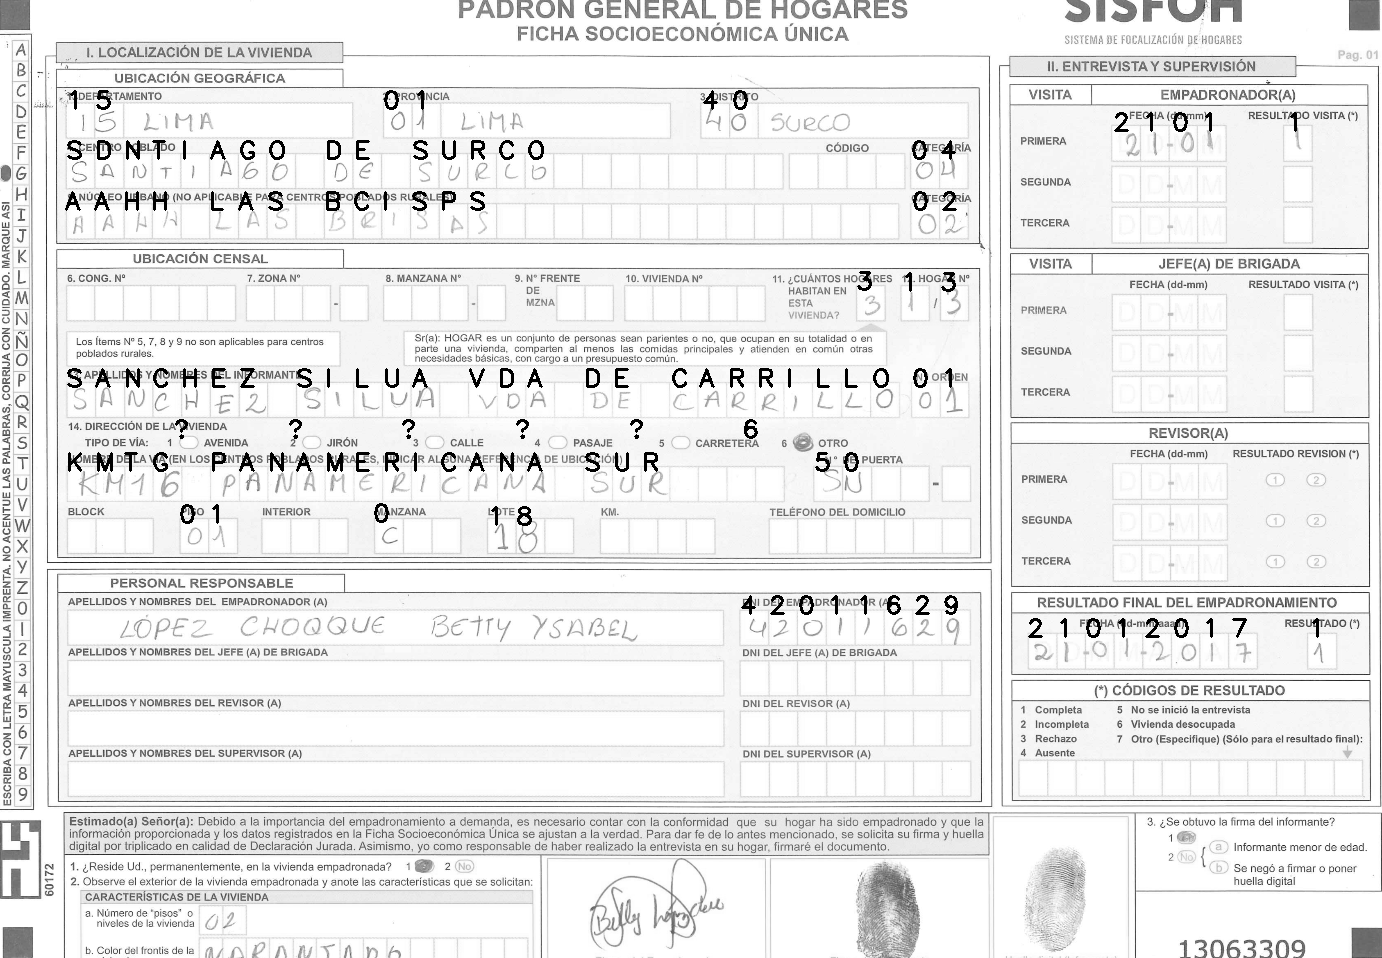 PADRÓN GENERAL DE HOGARES
FICHA SOCIOECONÓMICA ÚNICA
SISFOH
SISTEMA DE FOCALIZACIÓN DE HOGARES
Pag. 01
ESCRIBA CON LETRA MAYUSCULA IMPRENTA. NO ACENTUE LAS PALABRAS, CORRIJA CON CUIDADO. MARQUE ASI
A B C D E F G H I J K L M N Ñ O P Q R S T U V W X Y Z 0 1 2 3 4 5 6 7 8 9
I. LOCALIZACIÓN DE LA VIVIENDA
UBICACIÓN GEOGRÁFICA
1. DEPARTAMENTO 2. PROVINCIA 3. DISTRITO
15 01 40
15 LIMA 01 LIMA 40 SURCO
CENTRO POBLADO CÓDIGO CATEGORÍA
SDNTIAGO DE SURCO 04
SANTIAGO DE SURCO 04
NÚCLEO URBANO (NO APLICABLE PARA CENTROS POBLADOS RURALES) CATEGORÍA
AAHH LAS BCISPS 02
AAHH LAS BRISAS 02
UBICACIÓN CENSAL
6. CONG. Nº 7. ZONA Nº 8. MANZANA Nº 9. Nº FRENTE DE MZNA 10. VIVIENDA Nº 11. ¿CUÁNTOS HOGARES HABITAN EN ESTA VIVIENDA? 12. HOGAR Nº
3 1 3
3 1 / 3
Los Ítems Nº 5, 7, 8 y 9 no son aplicables para centros poblados rurales.
Sr(a): HOGAR es un conjunto de personas sean parientes o no, que ocupan en su totalidad o en
parte una vivienda, comparten al menos las comidas principales y atienden en común otras
necesidades básicas, con cargo a un presupuesto común.
APELLIDOS Y NOMBRES DEL INFORMANTE Nº ORDEN
SANCHEZ SILUA VDA DE CARRILLO 01
SANCHEZ SILUA VDA DE CARRILLO 01
14. DIRECCIÓN DE LA VIVIENDA
? ? ? ? ? 6
TIPO DE VÍA: 1 AVENIDA 2 JIRÓN 3 CALLE 4 PASAJE 5 CARRETERA 6 OTRO
NOMBRE DE LA VÍA (EN LOS CENTROS POBLADOS RURALES, INDICAR ALGUNA REFERENCIA DE UBICACIÓN) Nº DE PUERTA
KMTG PANAMERICANA SUR 50
KM16 PANAMERICANA SUR SN -
BLOCK PISO INTERIOR MANZANA LOTE KM. TELÉFONO DEL DOMICILIO
01 0 18
01 C 18
PERSONAL RESPONSABLE
APELLIDOS Y NOMBRES DEL EMPADRONADOR (A) DNI DEL EMPADRONADOR (A)
42011629
LÓPEZ CHOQQUE BETTY YSABEL 42011629
APELLIDOS Y NOMBRES DEL JEFE (A) DE BRIGADA DNI DEL JEFE (A) DE BRIGADA
APELLIDOS Y NOMBRES DEL REVISOR (A) DNI DEL REVISOR (A)
APELLIDOS Y NOMBRES DEL SUPERVISOR (A) DNI DEL SUPERVISOR (A)
II. ENTREVISTA Y SUPERVISIÓN
VISITA EMPADRONADOR(A)
FECHA (dd-mm) RESULTADO VISITA (*)
2101 1
PRIMERA 21-01 1
SEGUNDA DD-MM
TERCERA DD-MM
VISITA JEFE(A) DE BRIGADA
FECHA (dd-mm) RESULTADO VISITA (*)
PRIMERA DD-MM
SEGUNDA DD-MM
TERCERA DD-MM
REVISOR(A)
FECHA (dd-mm) RESULTADO REVISION (*)
PRIMERA DD-MM 1 2
SEGUNDA DD-MM 1 2
TERCERA DD-MM 1 2
RESULTADO FINAL DEL EMPADRONAMIENTO
FECHA (dd-mm-aaaa) RESULTADO (*)
21012017 1
21-01-2017 1
(*) CÓDIGOS DE RESULTADO
1 Completa 5 No se inició la entrevista
2 Incompleta 6 Vivienda desocupada
3 Rechazo 7 Otro (Especifique) (Sólo para el resultado final):
4 Ausente
Estimado(a) Señor(a): Debido a la importancia del empadronamiento a demanda, es necesario contar con la conformidad que su hogar ha sido empadronado y que la
información proporcionada y los datos registrados en la Ficha Socioeconómica Única se ajustan a la verdad. Para dar fe de lo antes mencionado, se solicita su firma y huella
digital por triplicado en calidad de Declaración Jurada. Asimismo, yo como responsable de haber realizado la entrevista en su hogar, firmaré el documento.
60172
1. ¿Reside Ud., permanentemente, en la vivienda empadronada? 1 2 No
2. Observe el exterior de la vivienda empadronada y anote las características que se solicitan:
CARACTERÍSTICAS DE LA VIVIENDA
a. Número de "pisos" o niveles de la vivienda 02
b. Color del frontis de la
3. ¿Se obtuvo la firma del informante?
1
2 No
a Informante menor de edad.
b Se negó a firmar o poner huella digital
13063309